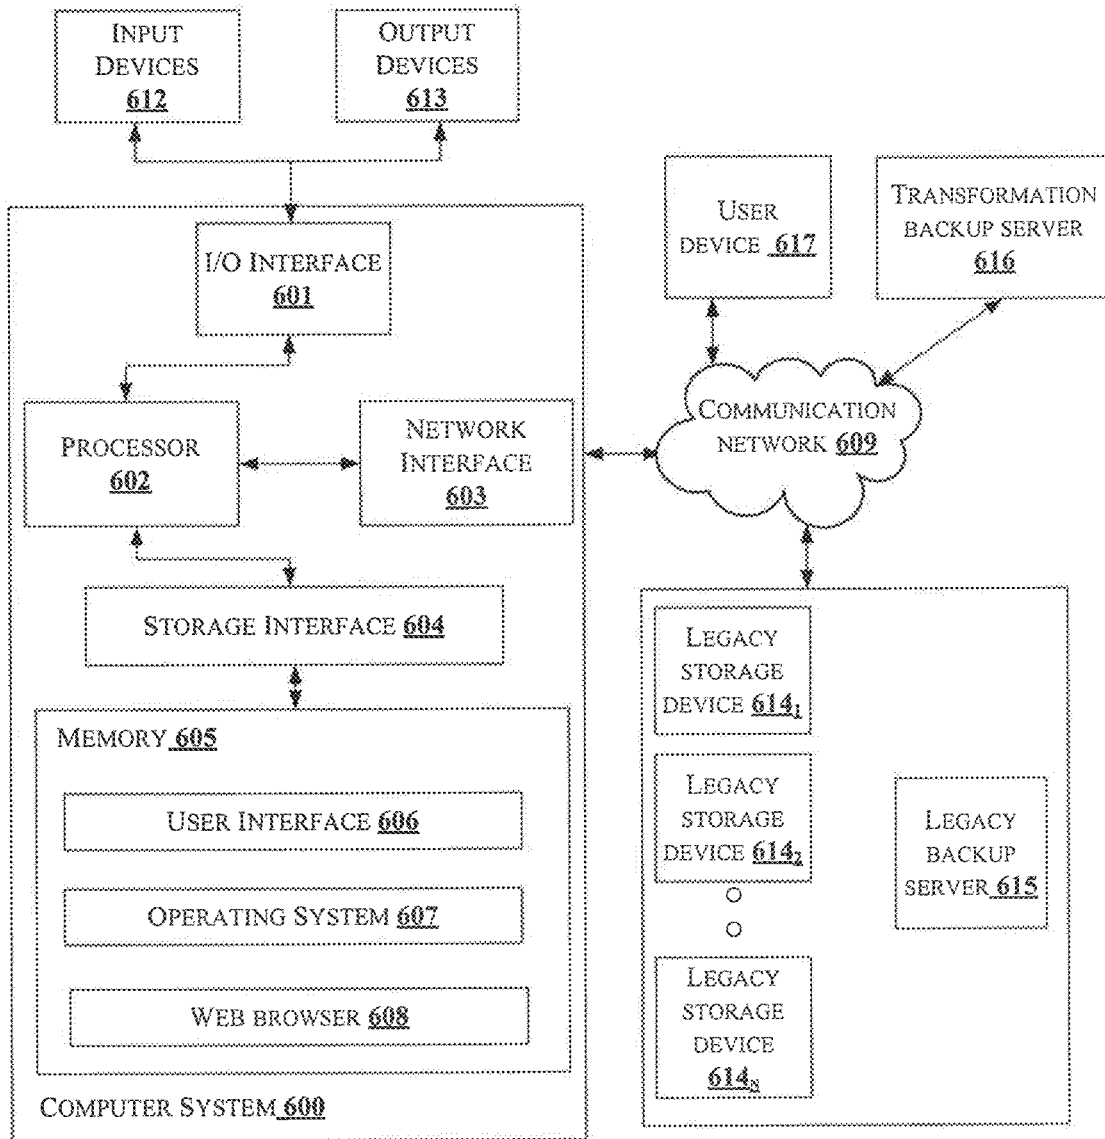 INPUT
DEVICES
612
OUTPUT
DEVICES
613
I/O INTERFACE
601
PROCESSOR
602
NETWORK
INTERFACE
603
STORAGE INTERFACE 604
MEMORY 605
USER INTERFACE 606
OPERATING SYSTEM 607
WEB BROWSER 608
COMPUTER SYSTEM 600
USER
DEVICE 617
TRANSFORMATION
BACKUP SERVER
616
COMMUNICATION
NETWORK 609
LEGACY
STORAGE
DEVICE 614₁
LEGACY
STORAGE
DEVICE 614₂
LEGACY
STORAGE
DEVICE
614N
LEGACY
BACKUP
SERVER 615